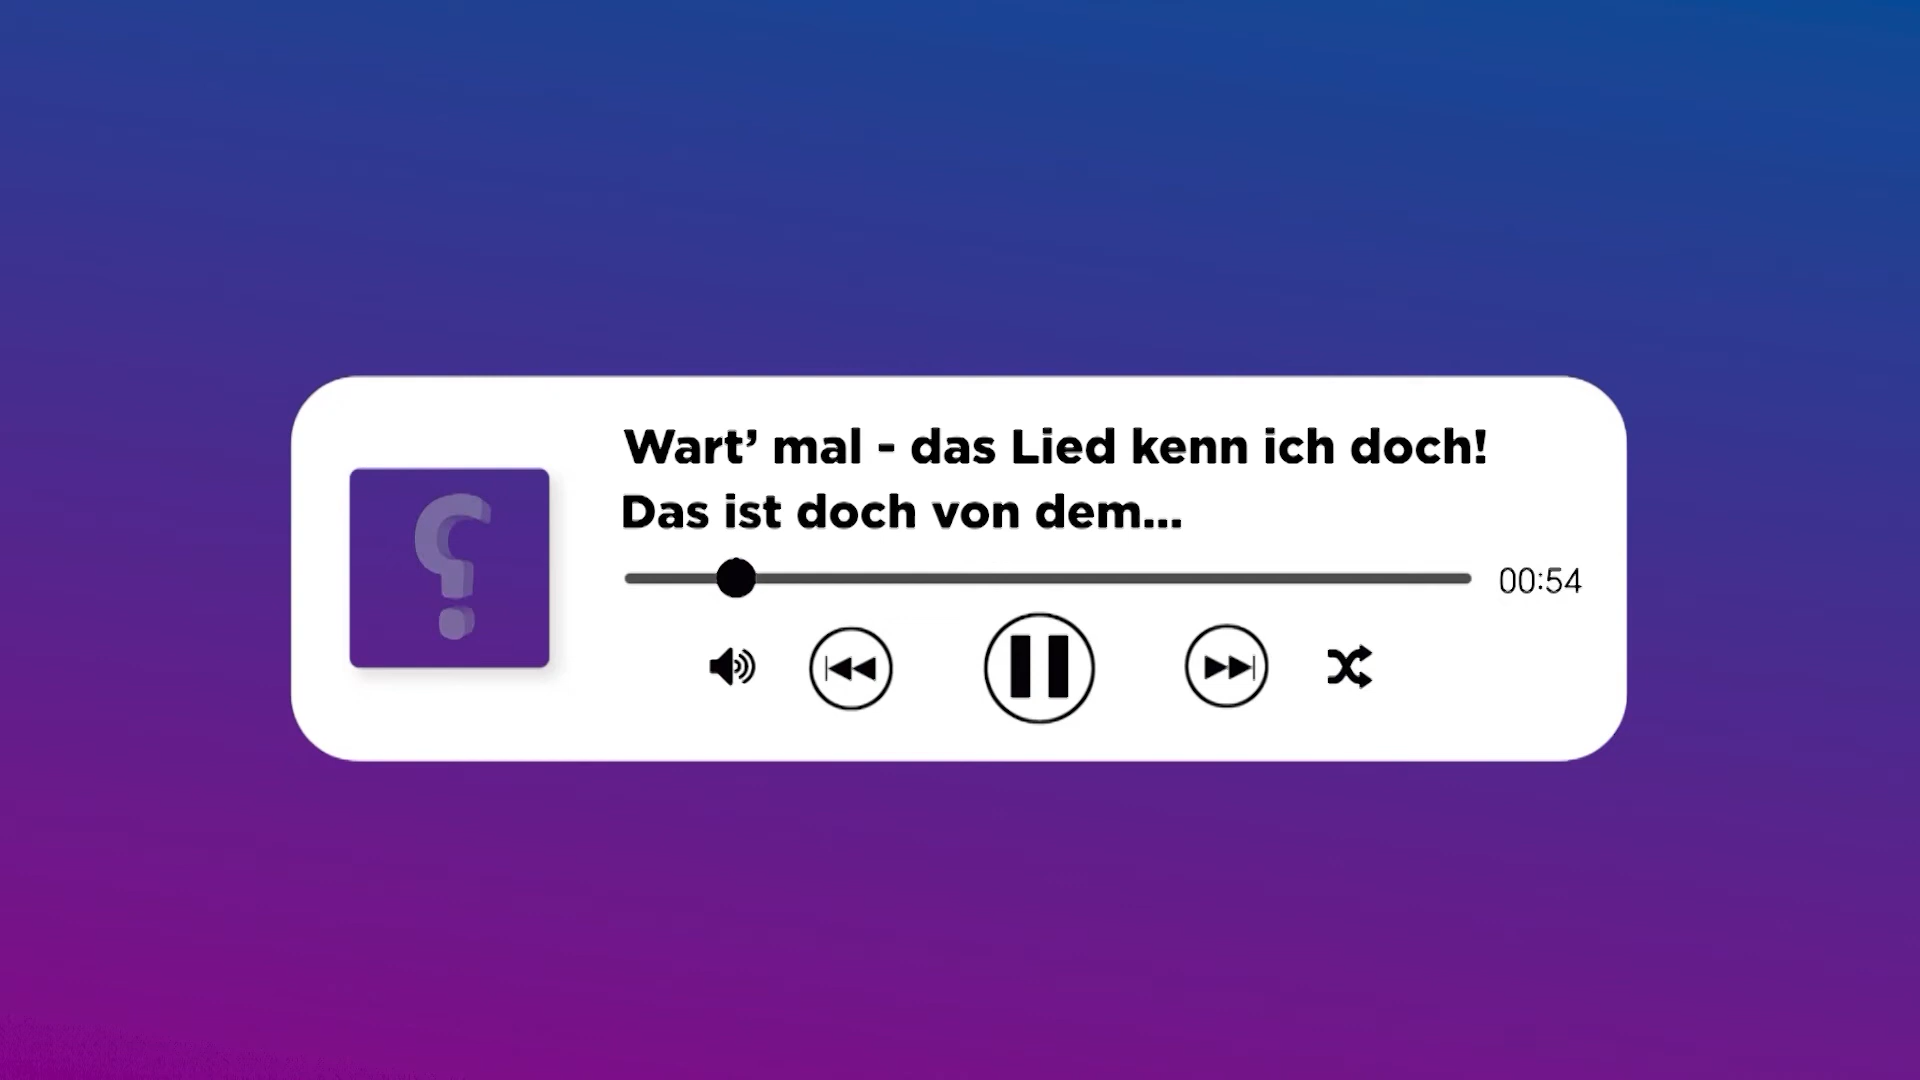 Wart’ mal - das Lied kenn ich doch!
Das ist doch von dem...
00:54